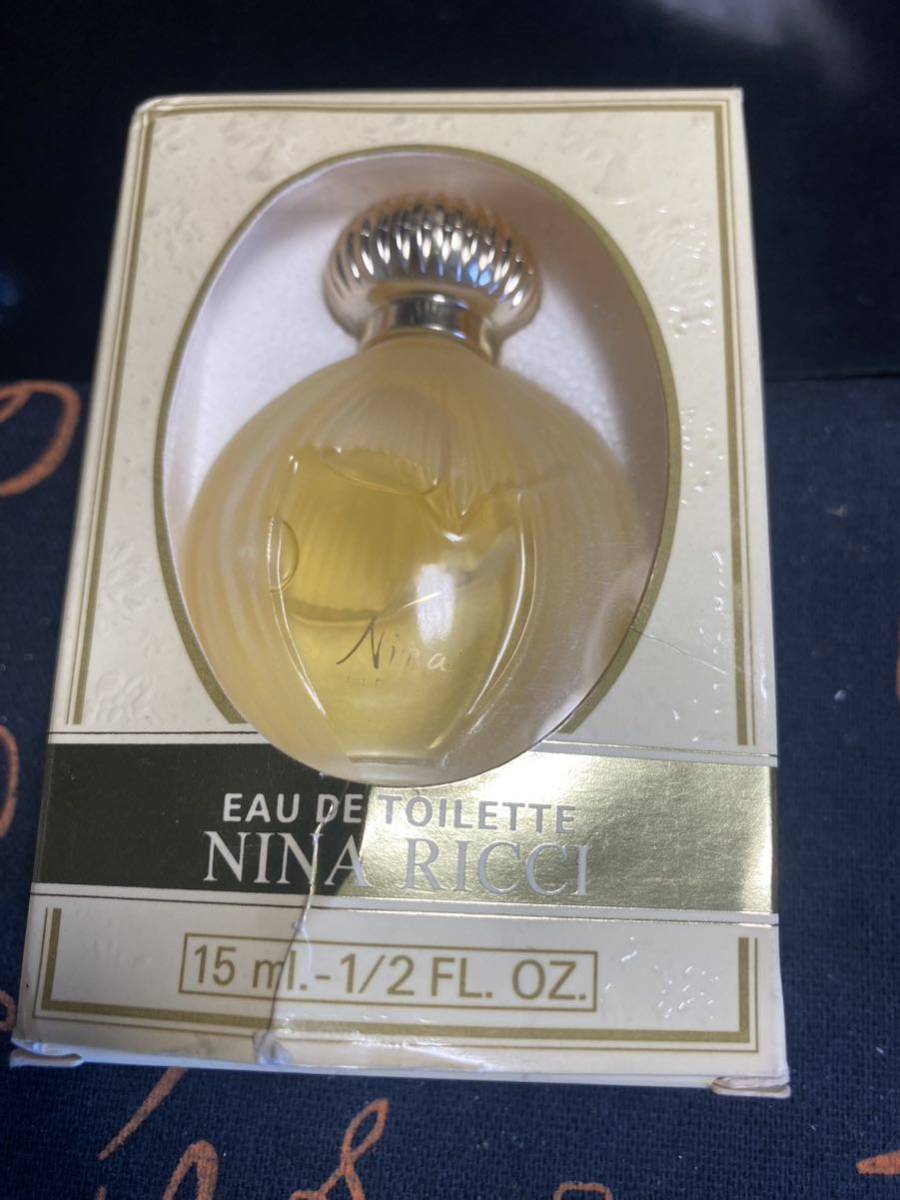 Nina
EAU DE TOILETTE
NINA RICCI
15 ml.-1/2 FL. OZ.